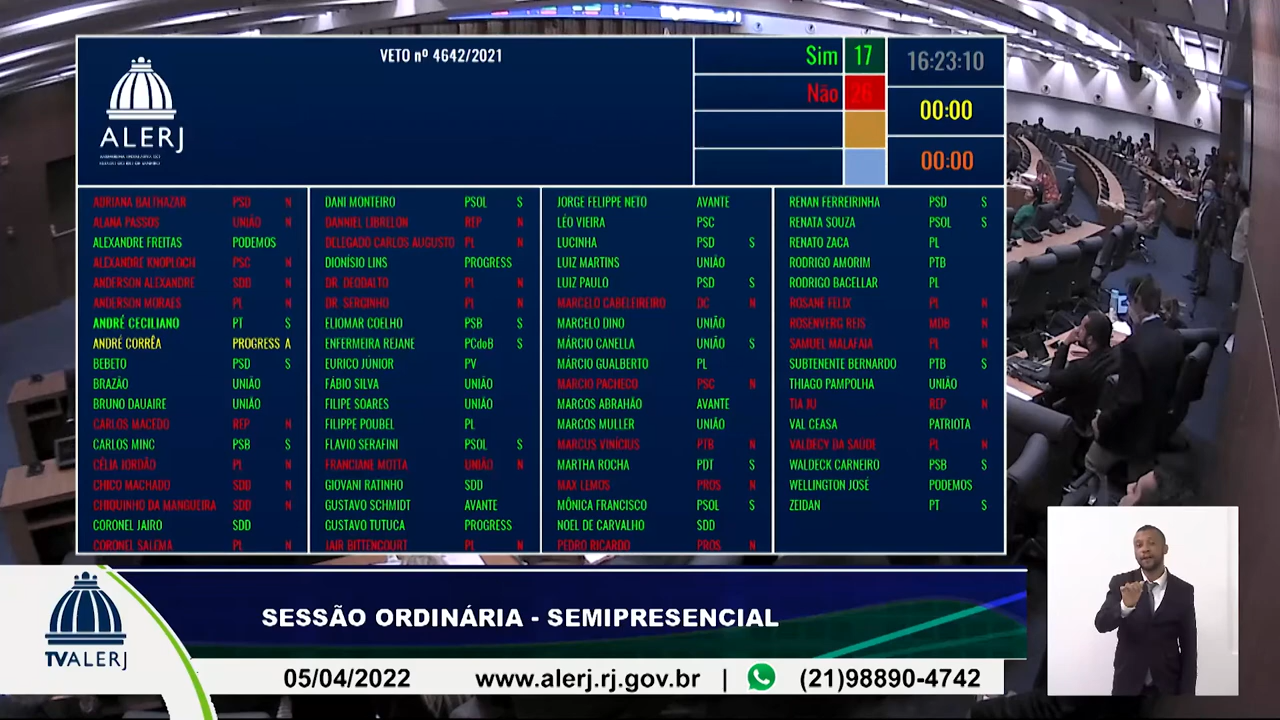 ALERJ
VETO nº 4642/2021
Sim 17
Não 26
16:23:10
00:00
00:00
ADRIANA BALTHAZAR PSD N
ALANA PASSOS UNIÃO N
ALEXANDRE FREITAS PODEMOS
ALEXANDRE KNOPLOCH PSC N
ANDERSON ALEXANDRE SDD N
ANDERSON MORAES PL N
ANDRÉ CECILIANO PT S
ANDRÉ CORRÊA PROGRESS A
BEBETO PSD S
BRAZÃO UNIÃO
BRUNO DAUAIRE UNIÃO
CARLOS MACEDO REP N
CARLOS MINC PSB S
CÉLIA JORDÃO PL N
CHICO MACHADO SDD N
CHIQUINHO DA MANGUEIRA SDD N
CORONEL JAIRO SDD
CORONEL SALEMA PL N
DANI MONTEIRO PSOL S
DANNIEL LIBRELON REP N
DELEGADO CARLOS AUGUSTO PL N
DIONÍSIO LINS PROGRESS
DR. DEODALTO PL N
DR. SERGINHO PL N
ELIOMAR COELHO PSB S
ENFERMEIRA REJANE PCdoB S
EURICO JÚNIOR PV
FÁBIO SILVA UNIÃO
FILIPE SOARES UNIÃO
FILIPPE POUBEL PL
FLAVIO SERAFINI PSOL S
FRANCIANE MOTTA UNIÃO N
GIOVANI RATINHO SDD
GUSTAVO SCHMIDT AVANTE
GUSTAVO TUTUCA PROGRESS
JAIR BITTENCOURT PL N
JORGE FELIPPE NETO AVANTE
LÉO VIEIRA PSC
LUCINHA PSD S
LUIZ MARTINS UNIÃO
LUIZ PAULO PSD S
MARCELO CABELEIREIRO DC N
MARCELO DINO UNIÃO
MÁRCIO CANELLA UNIÃO S
MÁRCIO GUALBERTO PL
MARCIO PACHECO PSC N
MARCOS ABRAHÃO AVANTE
MARCOS MULLER UNIÃO
MARCUS VINÍCIUS PTB N
MARTHA ROCHA PDT S
MAX LEMOS PROS N
MÔNICA FRANCISCO PSOL S
NOEL DE CARVALHO SDD
PEDRO RICARDO PROS N
RENAN FERREIRINHA PSD S
RENATA SOUZA PSOL S
RENATO ZACA PL
RODRIGO AMORIM PTB
RODRIGO BACELLAR PL
ROSANE FELIX PL N
ROSENVERG REIS MDB N
SAMUEL MALAFAIA PL N
SUBTENENTE BERNARDO PTB S
THIAGO PAMPOLHA UNIÃO
TIA JU REP N
VAL CEASA PATRIOTA
VALDECY DA SAÚDE PL N
WALDECK CARNEIRO PSB S
WELLINGTON JOSÉ PODEMOS
ZEIDAN PT S
SESSÃO ORDINÁRIA - SEMIPRESENCIAL
TVALERJ
05/04/2022 www.alerj.rj.gov.br | (21)98890-4742